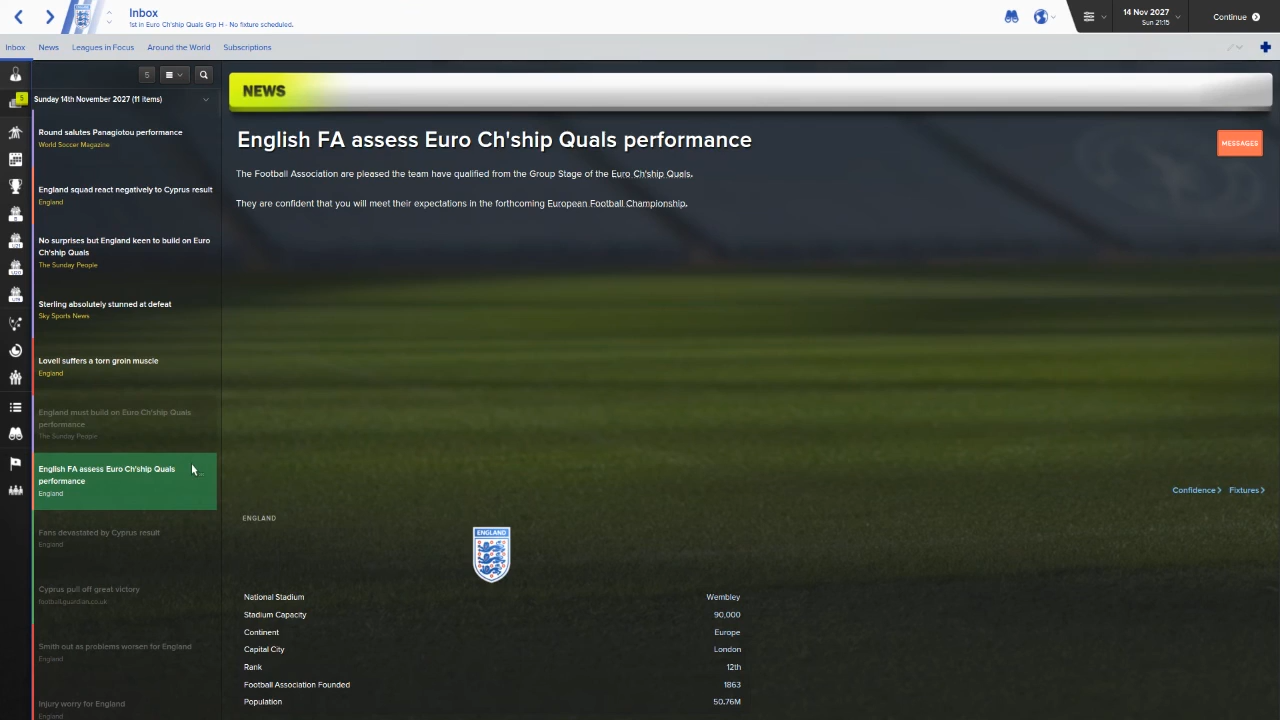 Inbox
1st in Euro Ch'ship Quals Grp H - No fixture scheduled.
14 Nov 2027
Sun 21:15
Continue
Inbox
News
Leagues in Focus
Around the World
Subscriptions
5
5
Sunday 14th November 2027 (11 items)
Round salutes Panagiotou performance
World Soccer Magazine
England squad react negatively to Cyprus result
England
No surprises but England keen to build on Euro
Ch'ship Quals
The Sunday People
Sterling absolutely stunned at defeat
Sky Sports News
Lovell suffers a torn groin muscle
England
England must build on Euro Ch'ship Quals
performance
The Sunday People
English FA assess Euro Ch'ship Quals
performance
England
Fans devastated by Cyprus result
England
Cyprus pull off great victory
football.guardian.co.uk
Smith out as problems worsen for England
England
Injury worry for England
England
NEWS
English FA assess Euro Ch'ship Quals performance
MESSAGES
The Football Association are pleased the team have qualified from the Group Stage of the Euro Ch'ship Quals.
They are confident that you will meet their expectations in the forthcoming European Football Championship.
Confidence
Fixtures
ENGLAND
ENGLAND
National Stadium Wembley
Stadium Capacity 90,000
Continent Europe
Capital City London
Rank 12th
Football Association Founded 1863
Population 50.76M